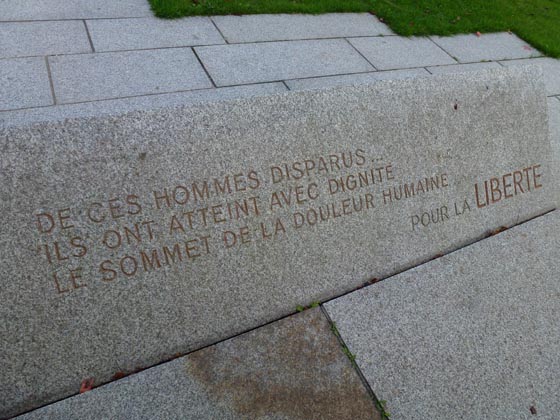 DE CES HOMMES DISPARUS ...
ILS ONT ATTEINT AVEC DIGNITE
LE SOMMET DE LA DOULEUR HUMAINE ...
POUR LA LIBERTE